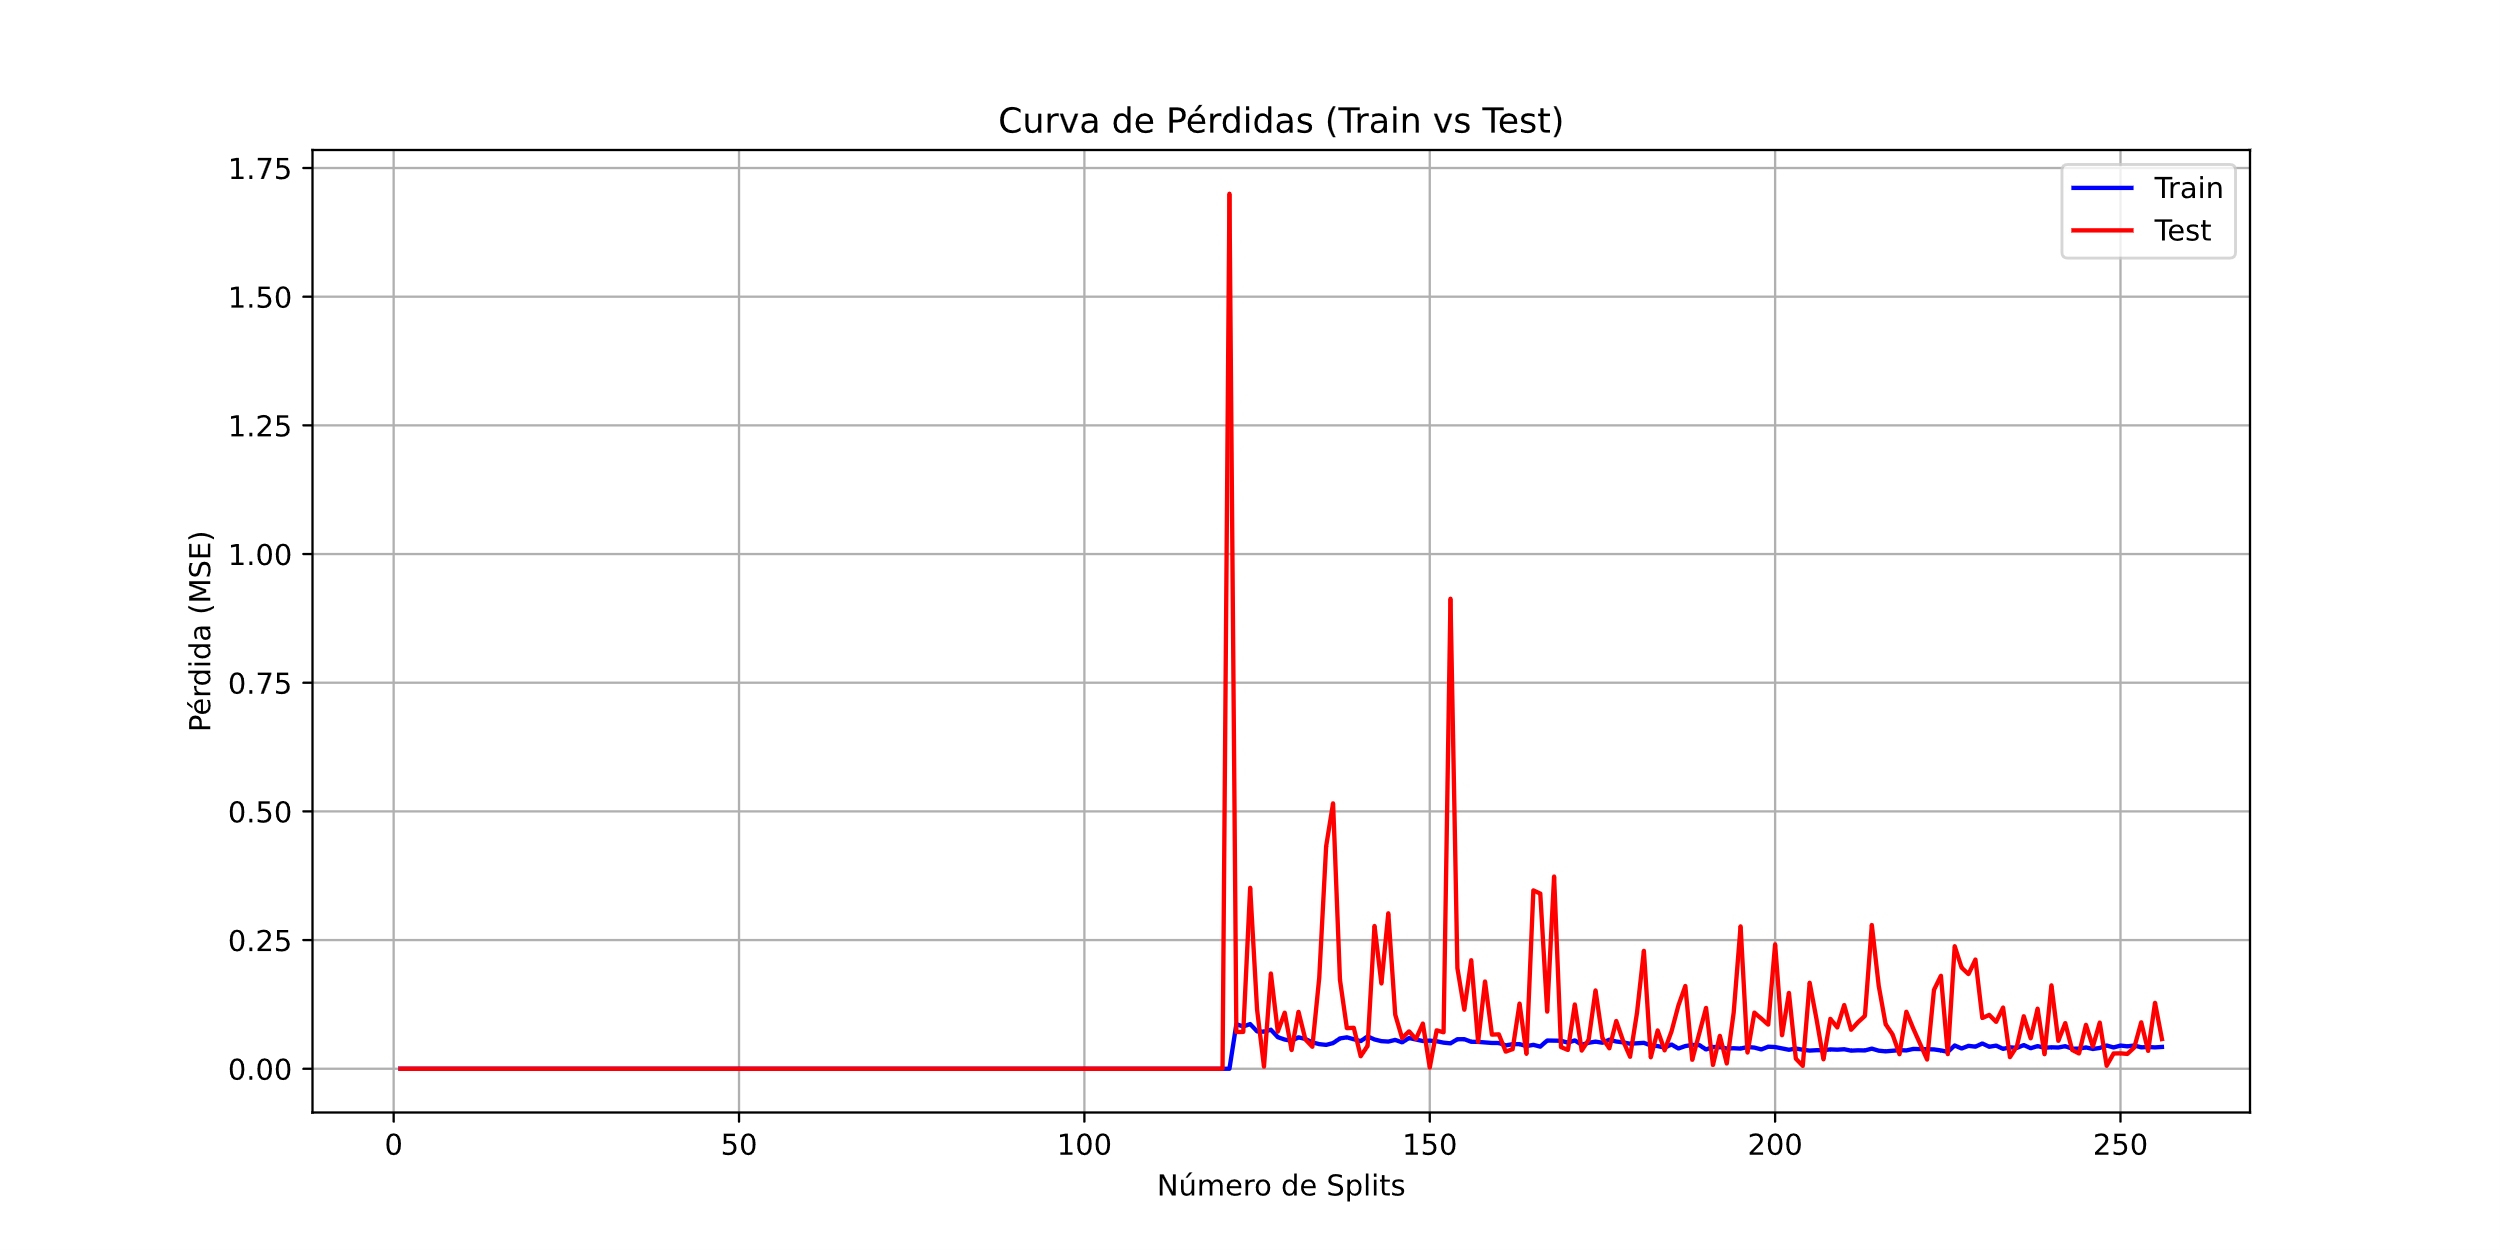 Curva de Pérdidas (Train vs Test)
1.75
1.50
1.25
1.00
0.75
0.50
0.25
0.00
Pérdida (MSE)
0 50 100 150 200 250
Número de Splits
Train
Test